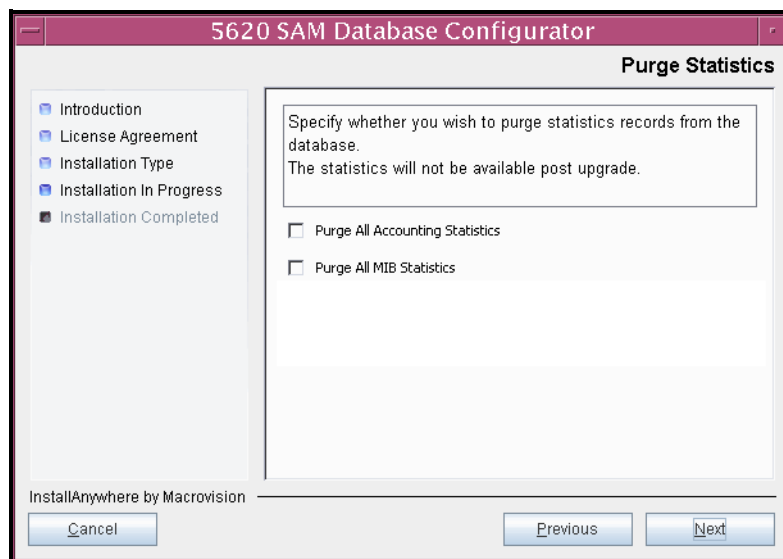 5620 SAM Database Configurator
Purge Statistics
Introduction
License Agreement
Installation Type
Installation In Progress
Installation Completed
Specify whether you wish to purge statistics records from the
database.
The statistics will not be available post upgrade.
Purge All Accounting Statistics
Purge All MIB Statistics
InstallAnywhere by Macrovision
Cancel
Previous
Next